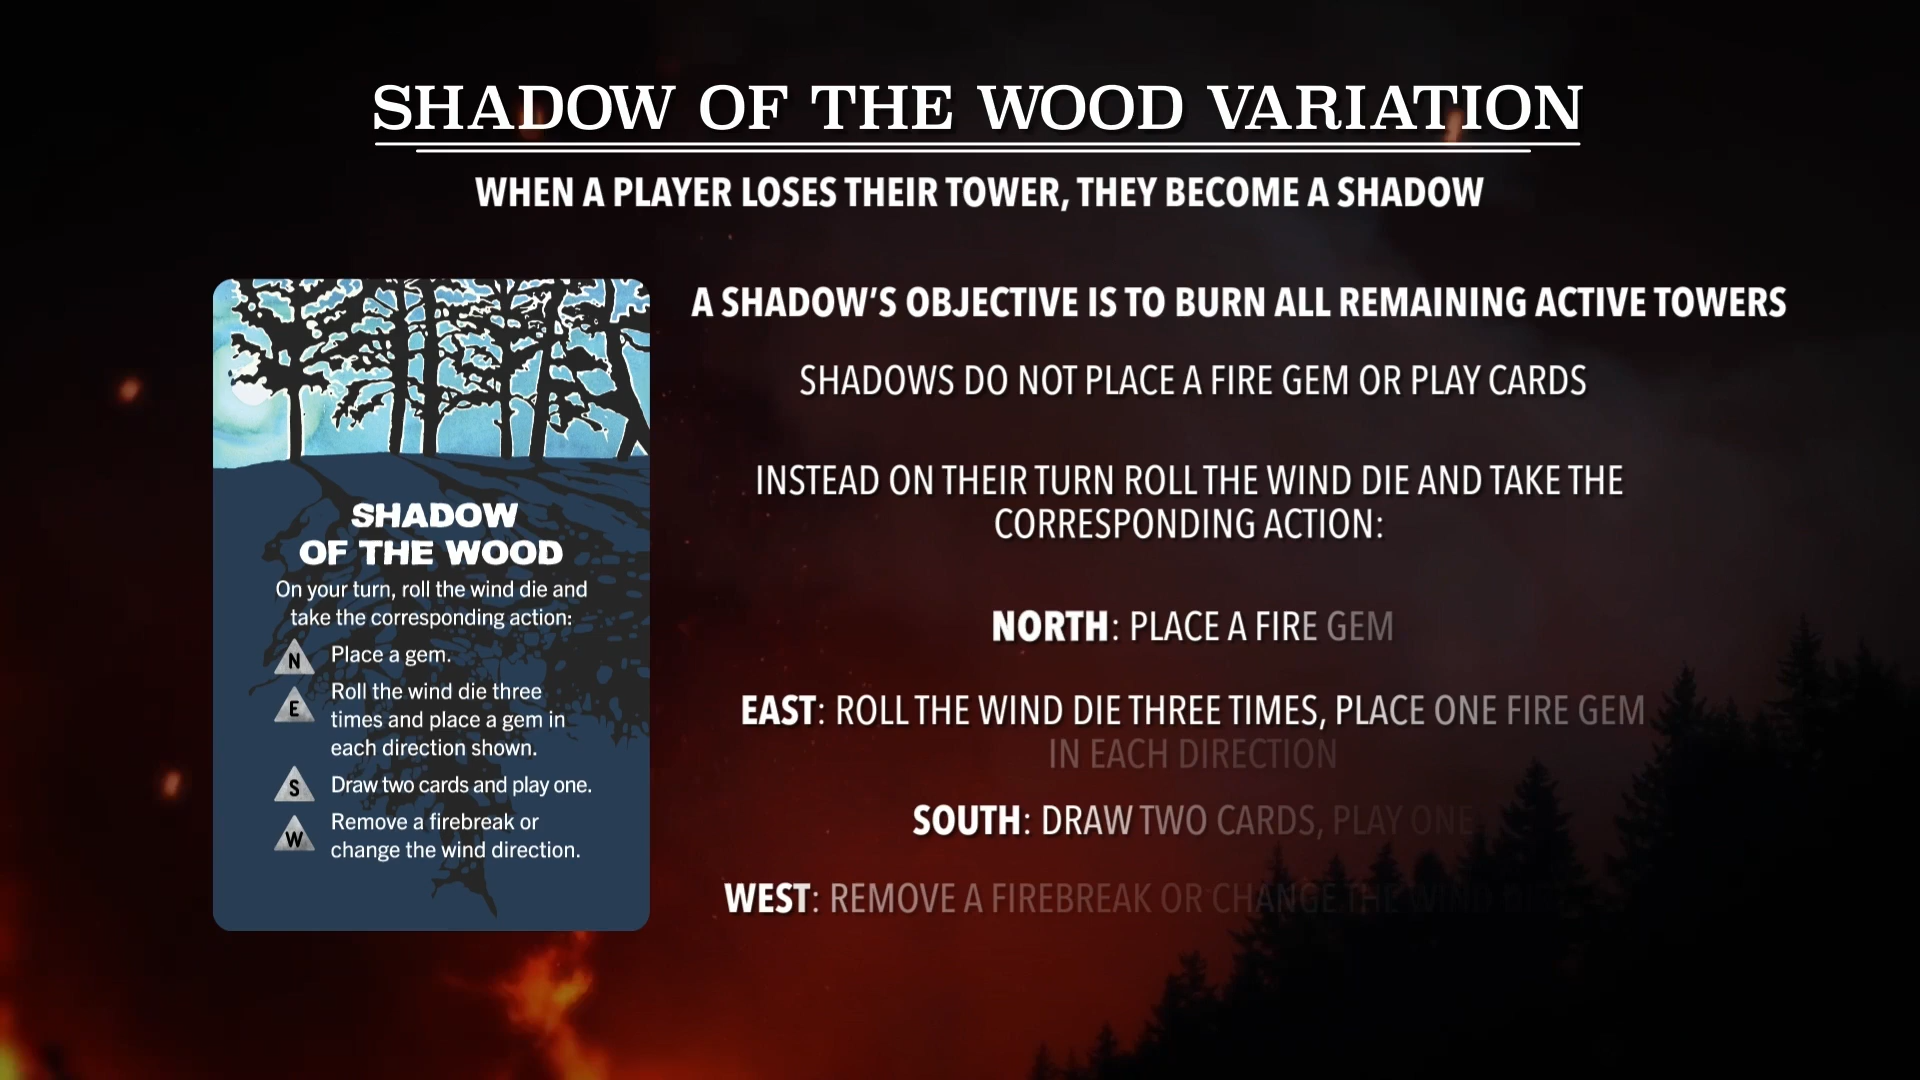 SHADOW OF THE WOOD VARIATION
WHEN A PLAYER LOSES THEIR TOWER, THEY BECOME A SHADOW
A SHADOW'S OBJECTIVE IS TO BURN ALL REMAINING ACTIVE TOWERS
SHADOWS DO NOT PLACE A FIRE GEM OR PLAY CARDS
INSTEAD ON THEIR TURN ROLL THE WIND DIE AND TAKE THE
CORRESPONDING ACTION:
NORTH: PLACE A FIRE GEM
EAST: ROLL THE WIND DIE THREE TIMES, PLACE ONE FIRE GEM
IN EACH DIRECTION
SOUTH: DRAW TWO CARDS, PLAY ONE
WEST: REMOVE A FIREBREAK OR CHANGE THE WIND
SHADOW
OF THE WOOD
On your turn, roll the wind die and
take the corresponding action:
N Place a gem.
E Roll the wind die three
times and place a gem in
each direction shown.
S Draw two cards and play one.
W Remove a firebreak or
change the wind direction.